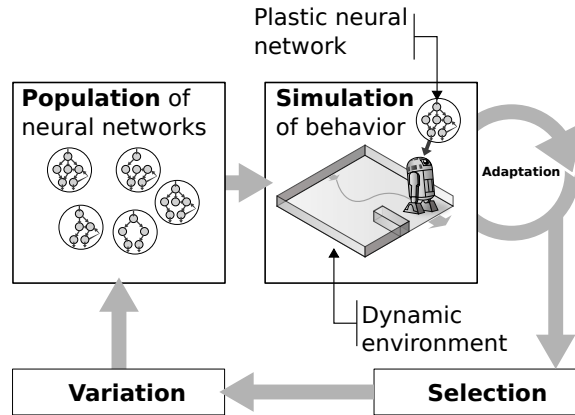 Plastic neural
network
Population of
neural networks
Simulation
of behavior
Adaptation
Dynamic
environment
Variation
Selection